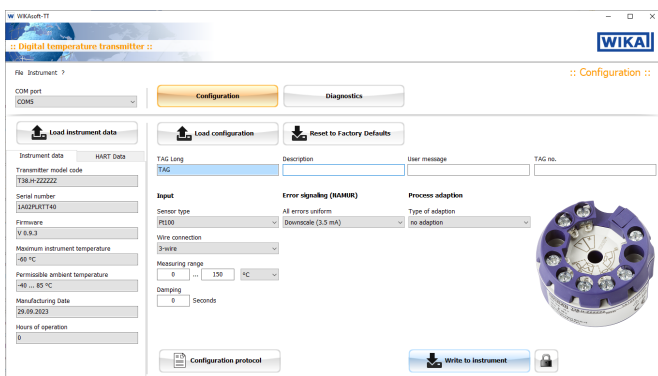 WIKAsoft-TT
:: Digital temperature transmitter ::
WIKA
File Instrument ?
:: Configuration ::
COM port
COM5
Configuration
Diagnostics
Load instrument data
Load configuration
Reset to Factory Defaults
Instrument data
HART Data
TAG Long
Description
User message
TAG no.
TAG
Transmitter model code
T38.H-ZZZZZZ
Serial number
1A02PLRTT40
Firmware
V 0.9.3
Maximum instrument temperature
-60 °C
Permissible ambient temperature
-40 ... 85 °C
Manufacturing Date
29.09.2023
Hours of operation
0
Input
Error signaling (NAMUR)
Process adaption
Sensor type
All errors uniform
Type of adaption
Pt100
Downscale (3.5 mA)
no adaption
Wire connection
3-wire
Measuring range
0 ... 150 °C
Damping
0 Seconds
Configuration protocol
Write to instrument